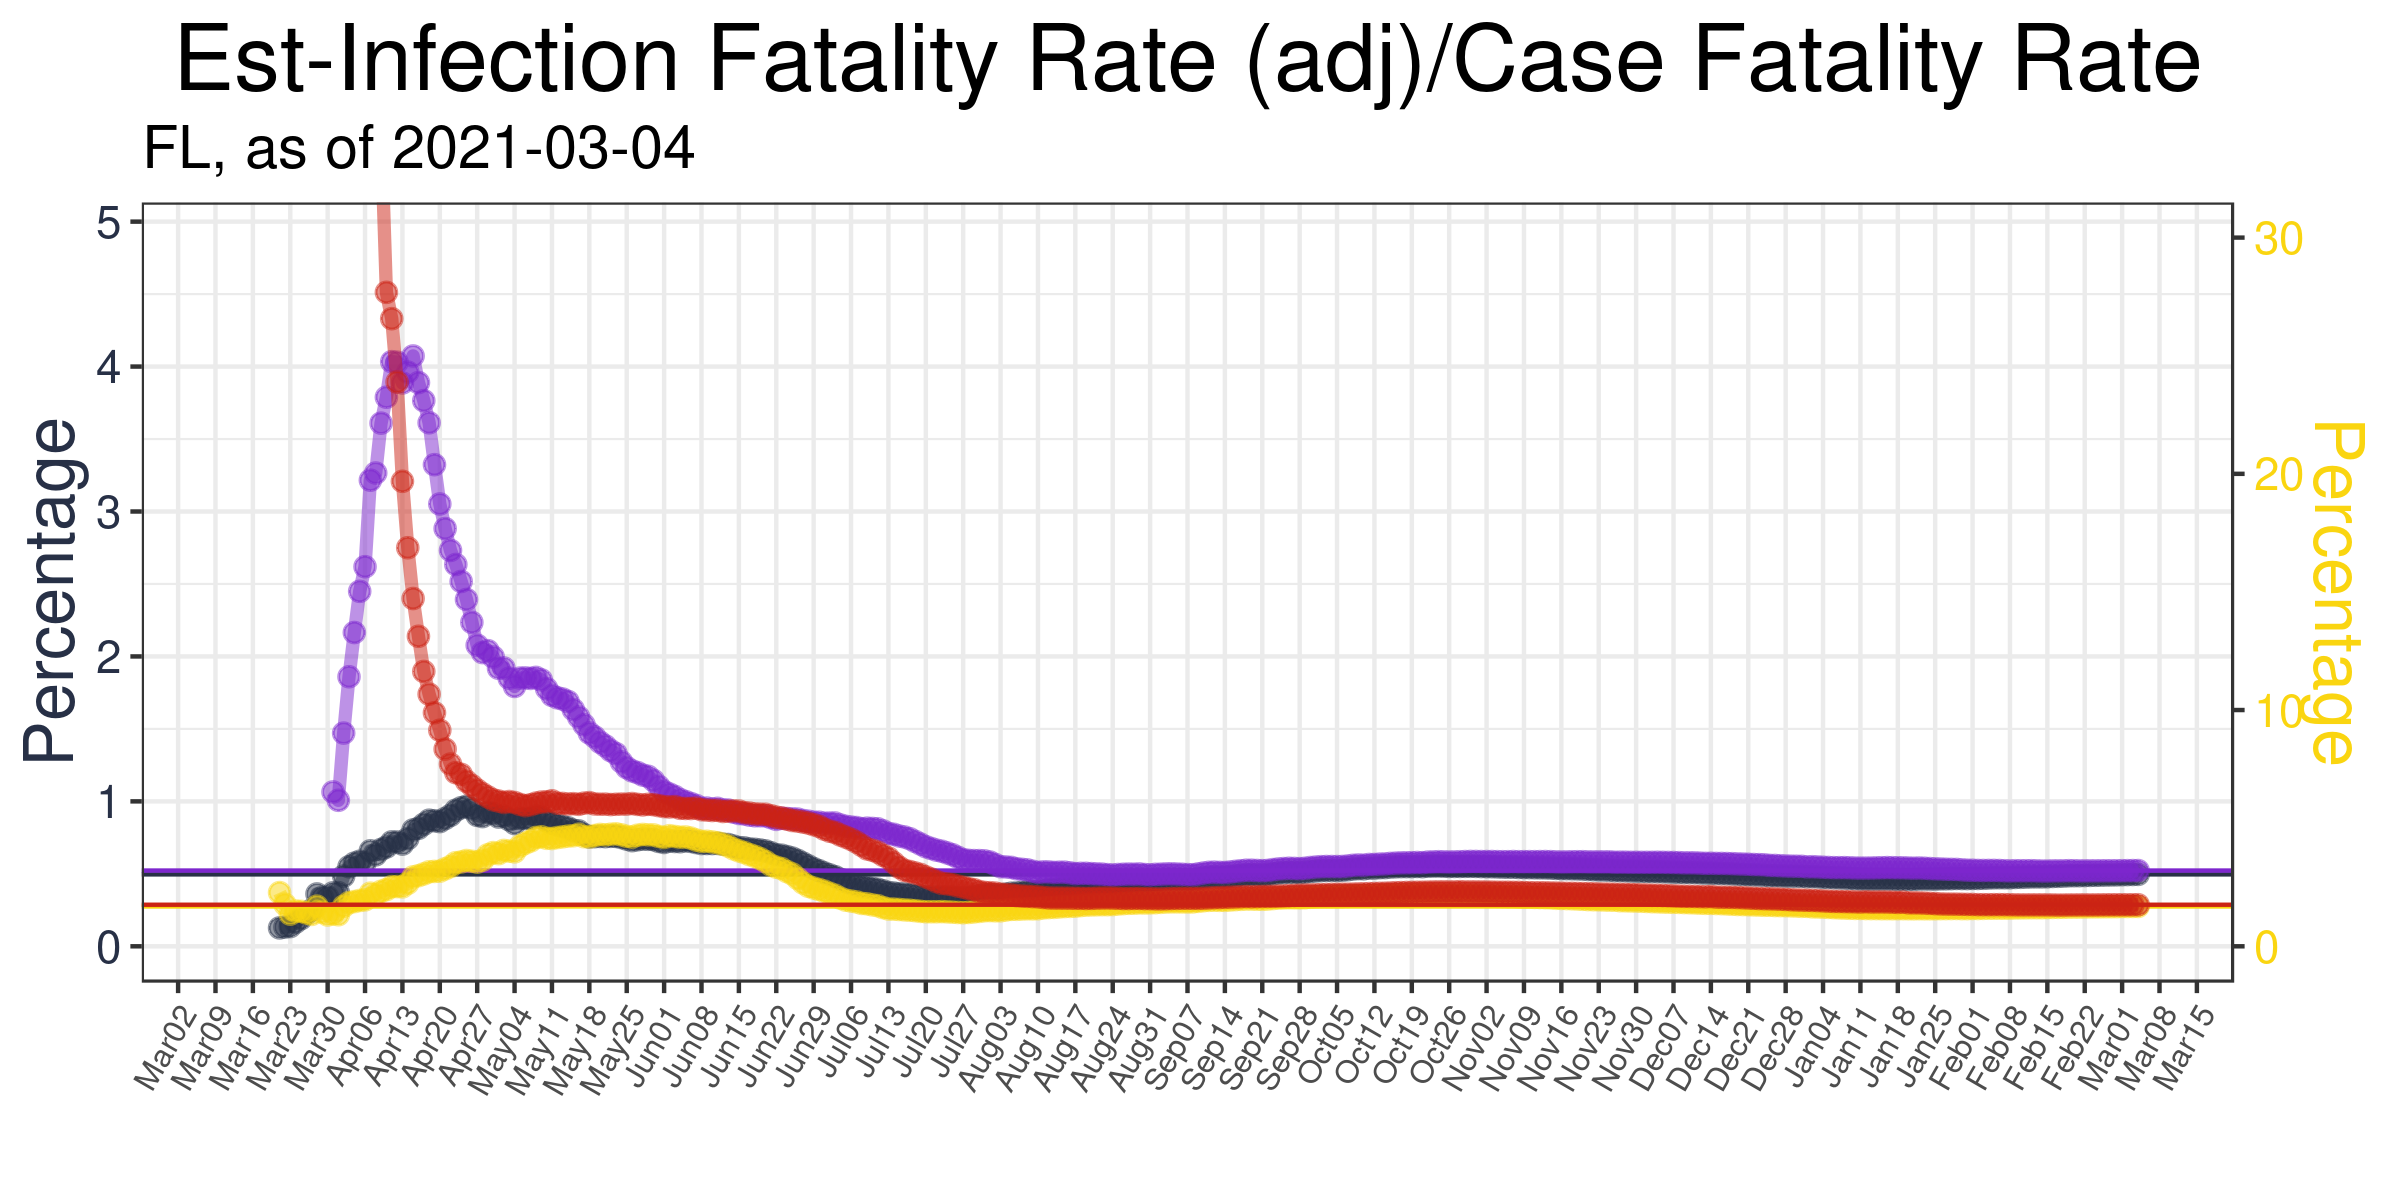 Est-Infection Fatality Rate (adj)/Case Fatality Rate
FL, as of 2021-03-04
Percentage
5
4
3
2
1
0
30
20
10
0
Percentage
Mar02
Mar09
Mar16
Mar23
Mar30
Apr06
Apr13
Apr20
Apr27
May04
May11
May18
May25
Jun01
Jun08
Jun15
Jun22
Jun29
Jul06
Jul13
Jul20
Jul27
Aug03
Aug10
Aug17
Aug24
Aug31
Sep07
Sep14
Sep21
Sep28
Oct05
Oct12
Oct19
Oct26
Nov02
Nov09
Nov16
Nov23
Nov30
Dec07
Dec14
Dec21
Dec28
Jan04
Jan11
Jan18
Jan25
Feb01
Feb08
Feb15
Feb22
Mar01
Mar08
Mar15